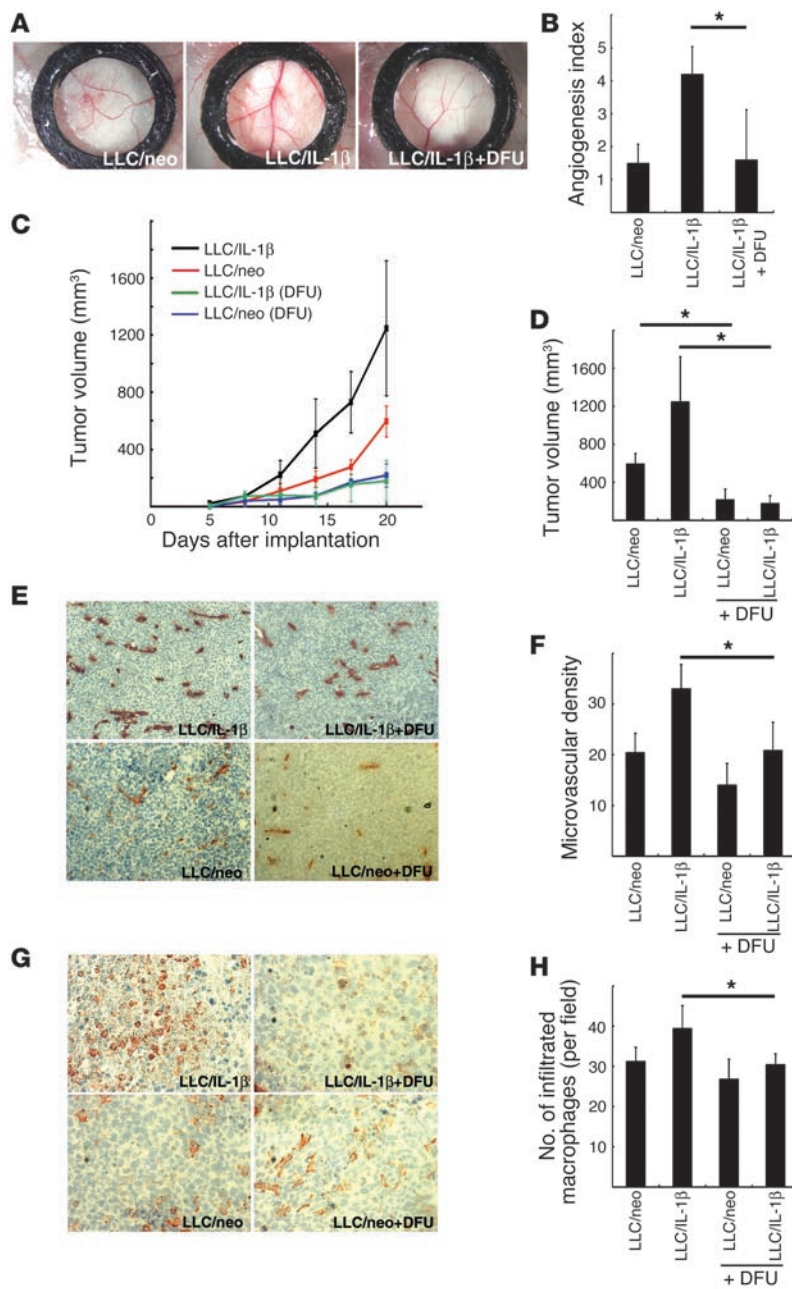 A
LLC/neo
LLC/IL-1β
LLC/IL-1β+DFU
B
*
Angiogenesis index
5
4
3
2
1
LLC/neo
LLC/IL-1β
LLC/IL-1β
+ DFU
C
LLC/IL-1β
LLC/neo
LLC/IL-1β (DFU)
LLC/neo (DFU)
Tumor volume (mm³)
1600
1200
800
400
0
5
10
15
20
Days after implantation
D
*
*
Tumor volume (mm³)
1600
1200
800
400
LLC/neo
LLC/IL-1β
LLC/neo
LLC/IL-1β
+ DFU
E
LLC/IL-1β
LLC/IL-1β+DFU
LLC/neo
LLC/neo+DFU
F
*
Microvascular density
30
20
10
LLC/neo
LLC/IL-1β
LLC/neo
LLC/IL-1β
+ DFU
G
LLC/IL-1β
LLC/IL-1β+DFU
LLC/neo
LLC/neo+DFU
H
*
No. of infiltrated
macrophages (per field)
40
30
20
10
LLC/neo
LLC/IL-1β
LLC/neo
LLC/IL-1β
+ DFU